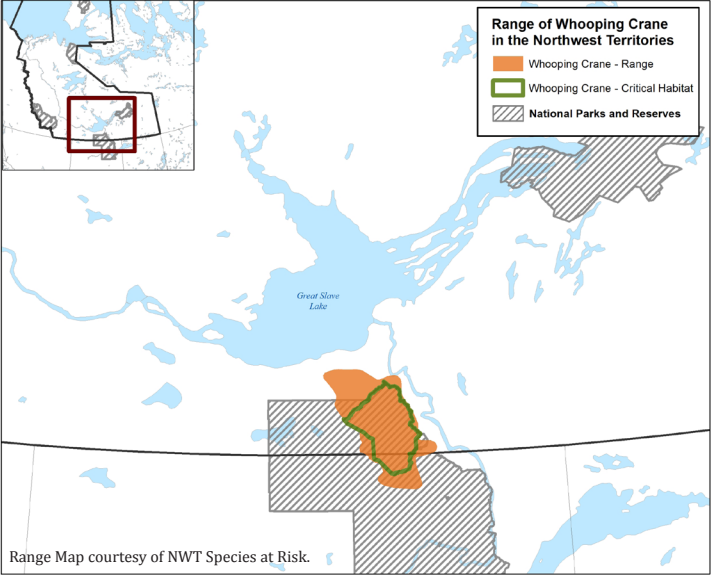 Range of Whooping Crane
in the Northwest Territories
Whooping Crane - Range
Whooping Crane - Critical Habitat
National Parks and Reserves
Great Slave
Lake
Range Map courtesy of NWT Species at Risk.